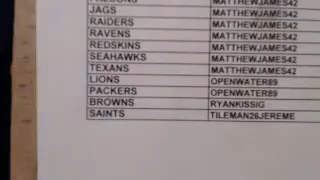 JAGS MATTHEWJAMES42
RAIDERS MATTHEWJAMES42
RAVENS MATTHEWJAMES42
REDSKINS MATTHEWJAMES42
SEAHAWKS MATTHEWJAMES42
TEXANS MATTHEWJAMES42
LIONS OPENWATER89
PACKERS OPENWATER89
BROWNS RYANKISSIG
SAINTS TILEMAN26JEREME